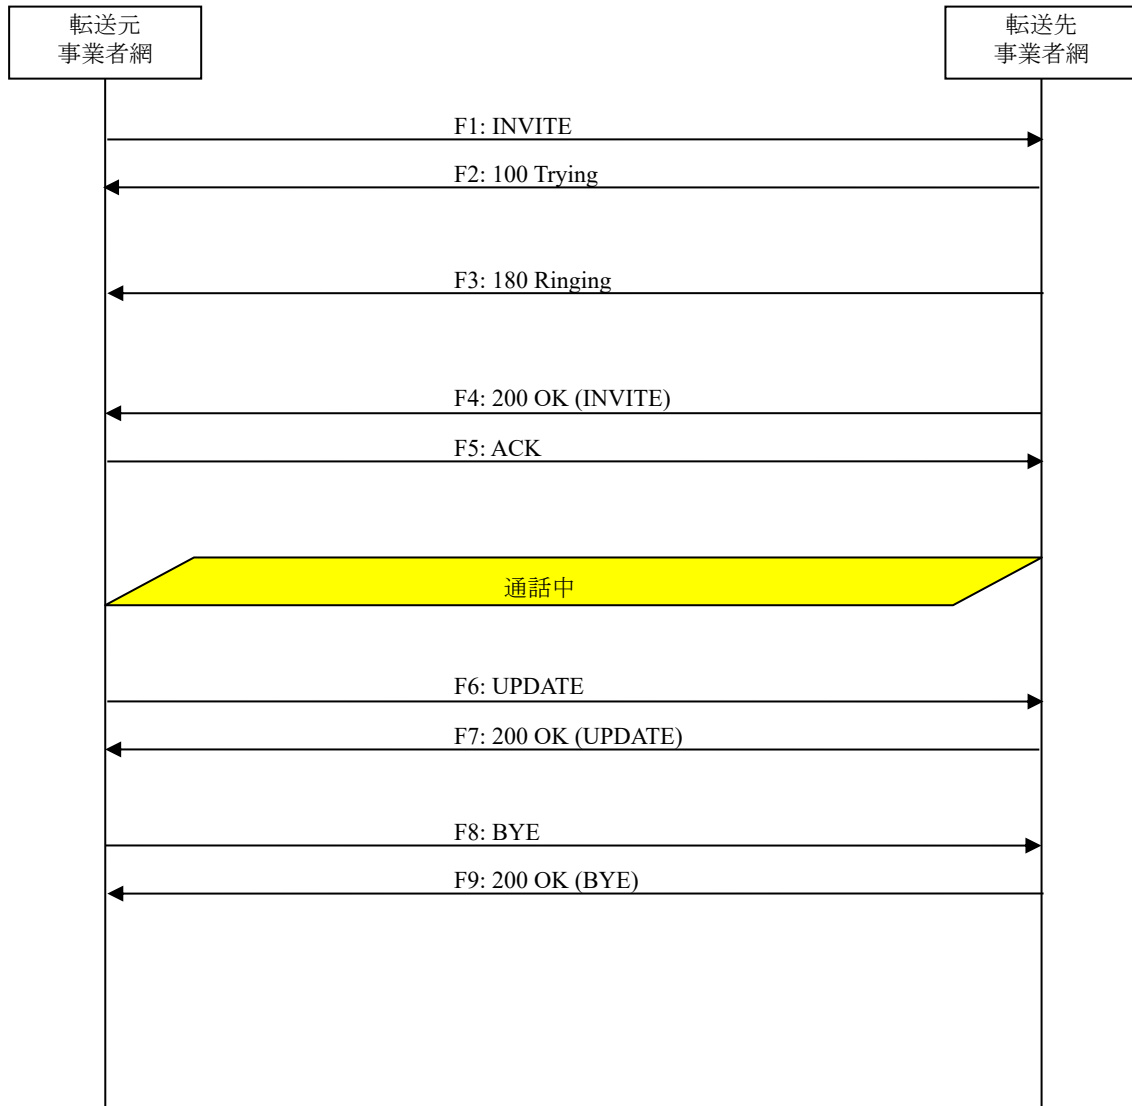 転送元
事業者網
転送先
事業者網
F1: INVITE
F2: 100 Trying
F3: 180 Ringing
F4: 200 OK (INVITE)
F5: ACK
通話中
F6: UPDATE
F7: 200 OK (UPDATE)
F8: BYE
F9: 200 OK (BYE)